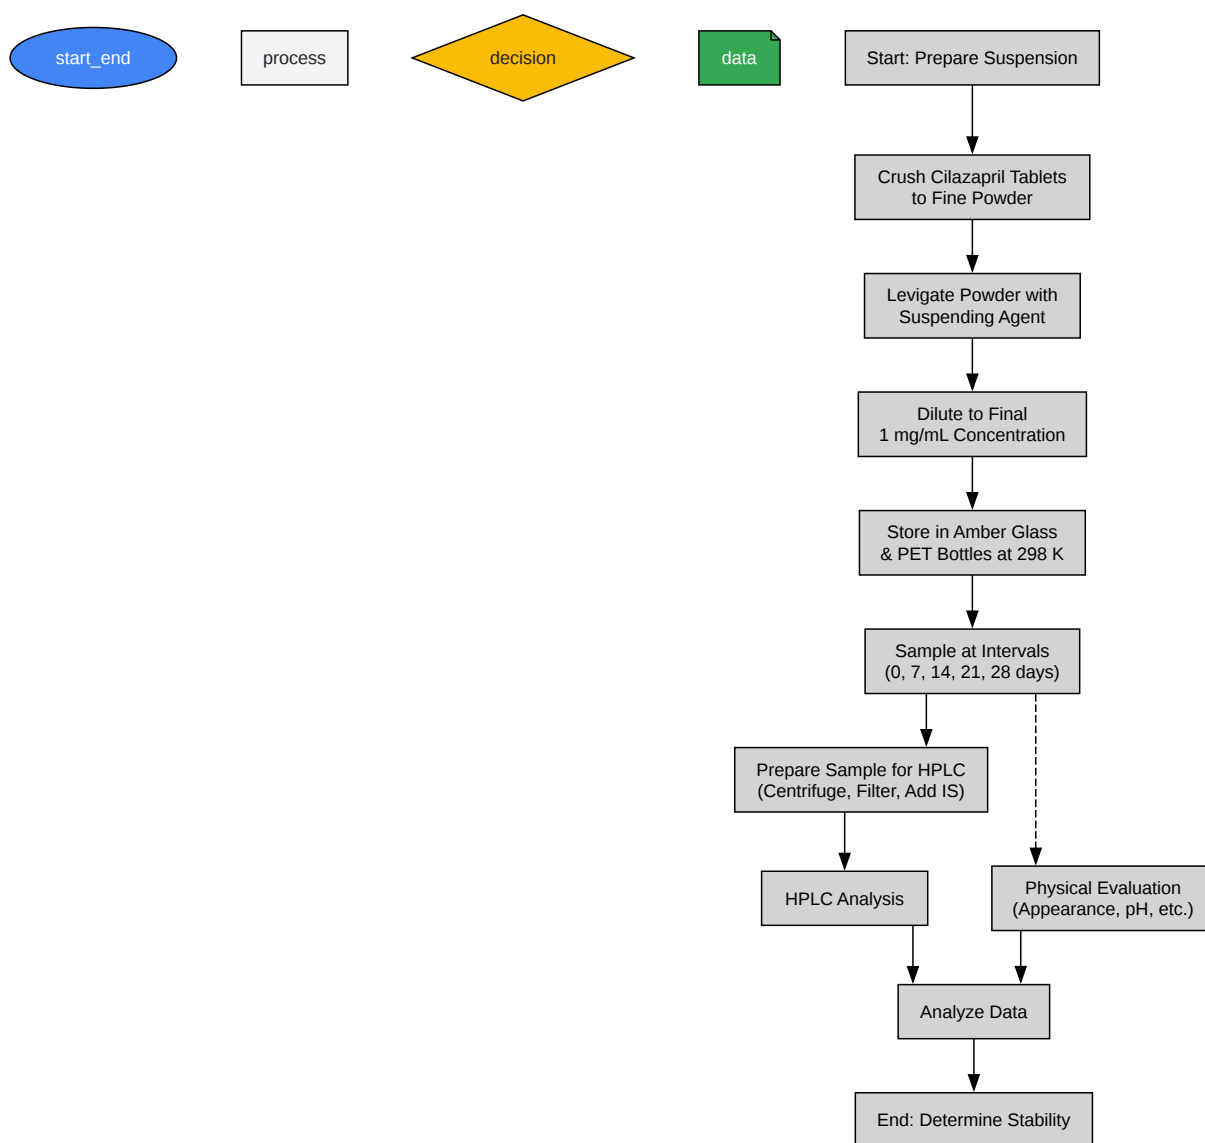 start_end
process
decision
data
Start: Prepare Suspension
Crush Cilazapril Tablets
to Fine Powder
Levigate Powder with
Suspending Agent
Dilute to Final
1 mg/mL Concentration
Store in Amber Glass
& PET Bottles at 298 K
Sample at Intervals
(0, 7, 14, 21, 28 days)
Prepare Sample for HPLC
(Centrifuge, Filter, Add IS)
HPLC Analysis
Physical Evaluation
(Appearance, pH, etc.)
Analyze Data
End: Determine Stability